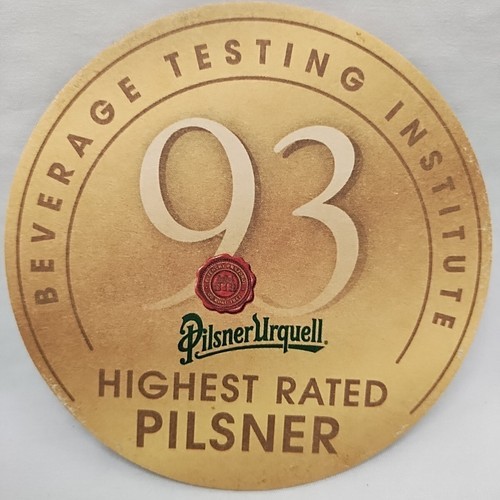 BEVERAGE TESTING INSTITUTE
93
Pilsner Urquell
HIGHEST RATED
PILSNER